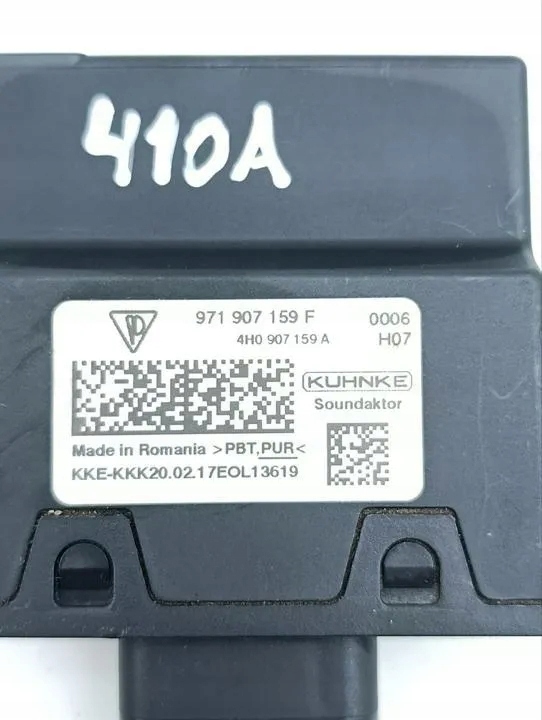 410A
971 907 159 F 0006
4H0 907 159 A H07
KUHNKE
Soundaktor
Made in Romania >PBT,PUR<
KKE-KKK20.02.17EOL13619